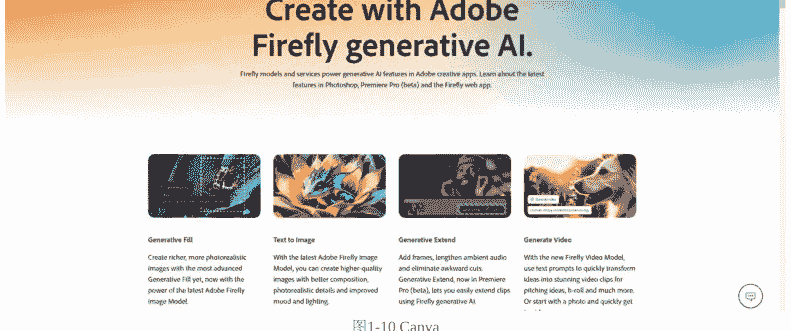 Create with Adobe
Firefly generative AI.
Firefly models and services power generative AI features in Adobe creative apps. Learn about the latest
features in Photoshop, Premiere Pro (beta) and the Firefly web app.
Generative Fill
Create richer, more photorealistic
images with the most advanced
Generative Fill yet, now with the
power of the latest Adobe Firefly
Image Model.
Text to Image
With the latest Adobe Firefly Image
Model, you can create higher-quality
images with better composition,
photorealistic details and improved
mood and lighting.
Generative Extend
Add frames, lengthen ambient audio
and eliminate awkward cuts.
Generative Extend, now in Premiere
Pro (beta), lets you easily extend clips
using Firefly generative AI.
Generate Video
With the new Firefly Video Model,
use text prompts to quickly transform
ideas into stunning video clips for
pitching ideas, b-roll and much more.
Or start with a photo and quickly get
图1-10 Canva